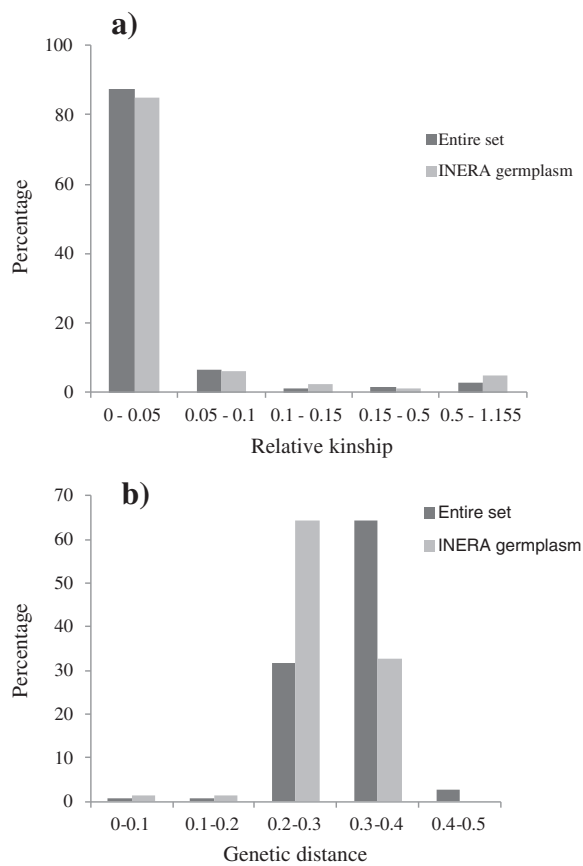 a)
100
80
60
40
20
0
Percentage
Entire set
INERA germplasm
0 - 0.05 0.05 - 0.1 0.1 - 0.15 0.15 - 0.5 0.5 - 1.155
Relative kinship
b)
70
60
50
40
30
20
10
0
Percentage
Entire set
INERA germplasm
0-0.1 0.1-0.2 0.2-0.3 0.3-0.4 0.4-0.5
Genetic distance